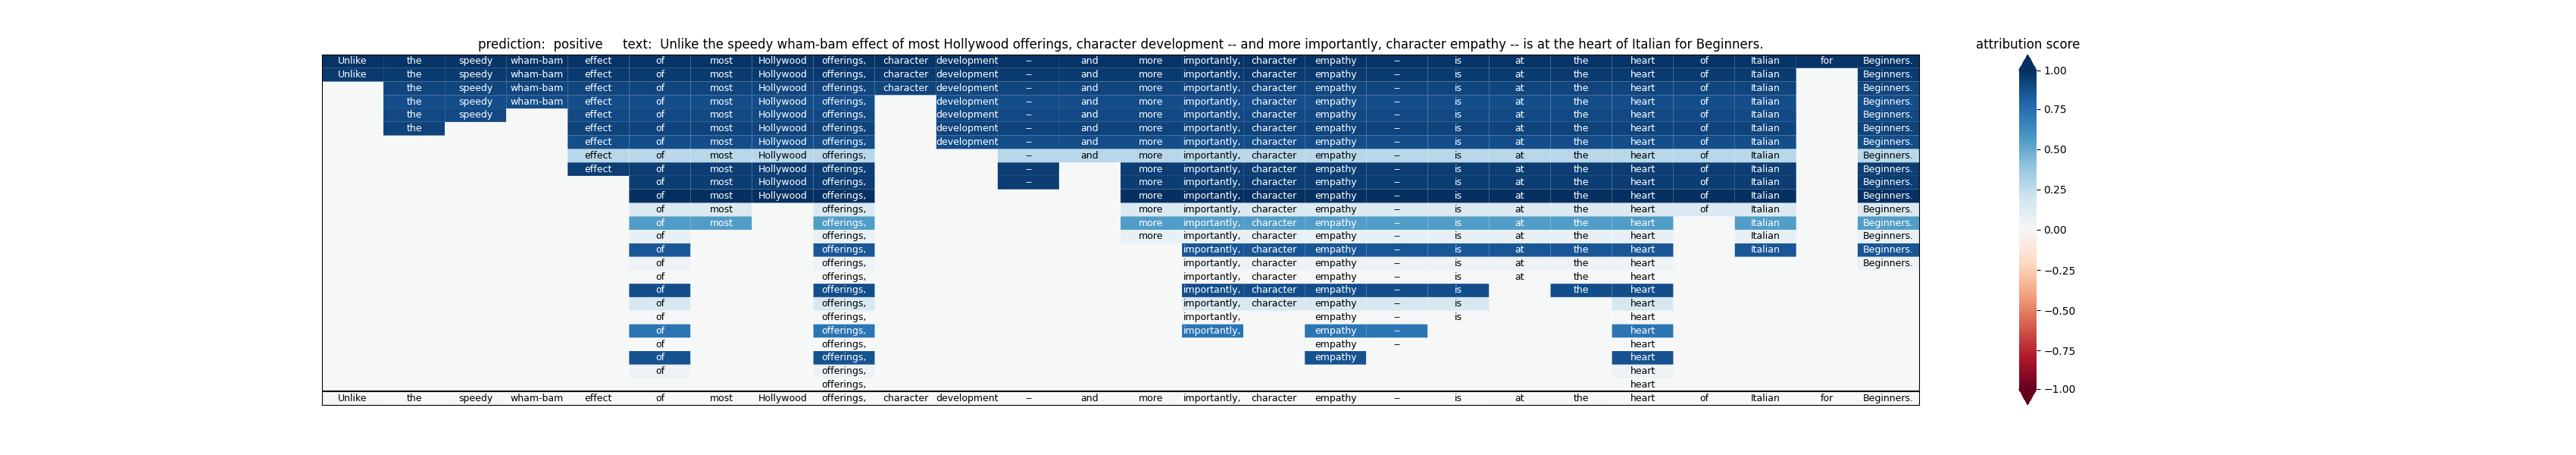 prediction: positive text: Unlike the speedy wham-bam effect of most Hollywood offerings, character development -- and more importantly, character empathy -- is at the heart of Italian for Beginners.
attribution score
Unlike the speedy wham-bam effect of most Hollywood offerings, character development -- and more importantly, character empathy -- is at the heart of Italian for Beginners.
Unlike the speedy wham-bam effect of most Hollywood offerings, character development -- and more importantly, character empathy -- is at the heart of Italian Beginners.
the speedy wham-bam effect of most Hollywood offerings, character development -- and more importantly, character empathy -- is at the heart of Italian Beginners.
the speedy wham-bam effect of most Hollywood offerings, development -- and more importantly, character empathy -- is at the heart of Italian Beginners.
the speedy effect of most Hollywood offerings, development -- and more importantly, character empathy -- is at the heart of Italian Beginners.
the effect of most Hollywood offerings, development -- and more importantly, character empathy -- is at the heart of Italian Beginners.
effect of most Hollywood offerings, development -- and more importantly, character empathy -- is at the heart of Italian Beginners.
effect of most Hollywood offerings, -- and more importantly, character empathy -- is at the heart of Italian Beginners.
effect of most Hollywood offerings, -- more importantly, character empathy -- is at the heart of Italian Beginners.
of most Hollywood offerings, -- more importantly, character empathy -- is at the heart of Italian Beginners.
of most Hollywood offerings, more importantly, character empathy -- is at the heart of Italian Beginners.
of most offerings, more importantly, character empathy -- is at the heart of Italian Beginners.
of most offerings, more importantly, character empathy -- is at the heart Italian Beginners.
of offerings, more importantly, character empathy -- is at the heart Italian Beginners.
of offerings, importantly, character empathy -- is at the heart Italian Beginners.
of offerings, importantly, character empathy -- is at the heart Beginners.
of offerings, importantly, character empathy -- is at the heart
of offerings, importantly, character empathy -- is the heart
of offerings, importantly, character empathy -- is heart
of offerings, importantly, empathy -- is heart
of offerings, importantly, empathy -- heart
of offerings, empathy -- heart
of offerings, empathy heart
of offerings, heart
offerings, heart
Unlike the speedy wham-bam effect of most Hollywood offerings, character development -- and more importantly, character empathy -- is at the heart of Italian for Beginners.
1.00
0.75
0.50
0.25
0.00
−0.25
−0.50
−0.75
−1.00